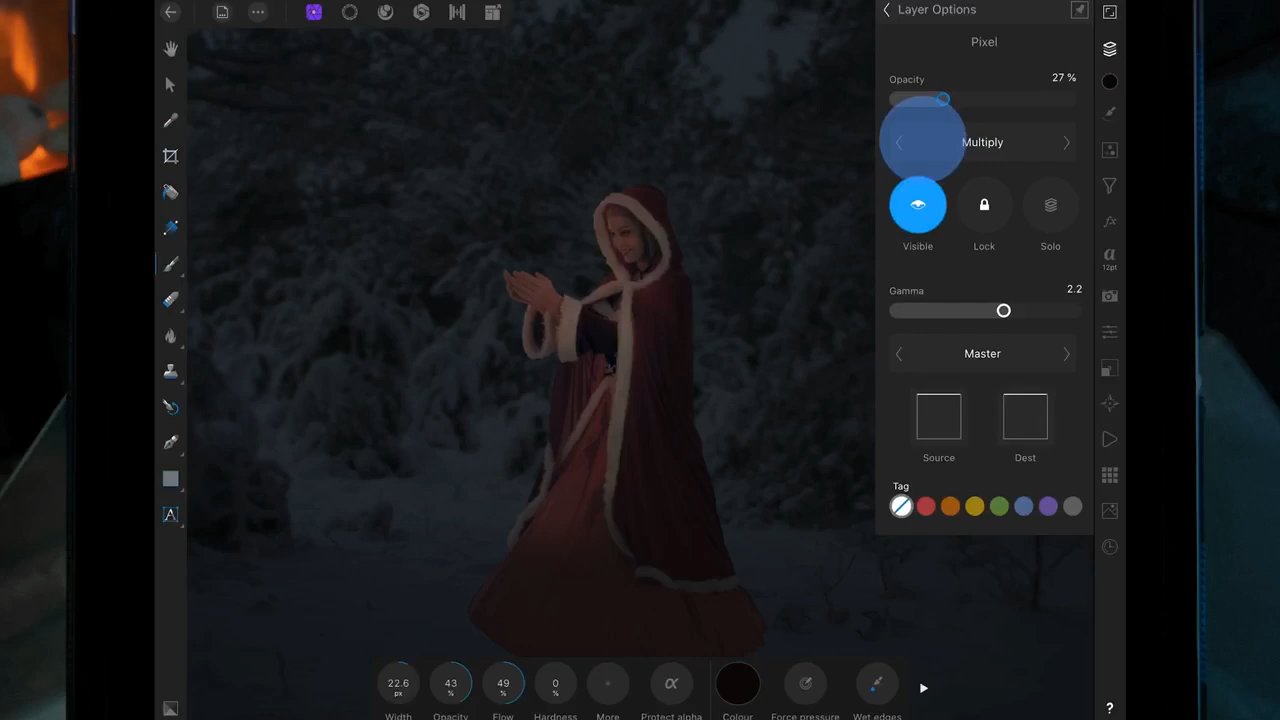 Layer Options
Pixel
Opacity
27 %
Multiply
Visible
Lock
Solo
Gamma
2.2
Master
Source
Dest
Tag
a
12pt
A
22.6
px
43
%
49
%
0
%
α
Width
Opacity
Flow
Hardness
More
Protect alpha
Colour
Force pressure
Wet edges
?